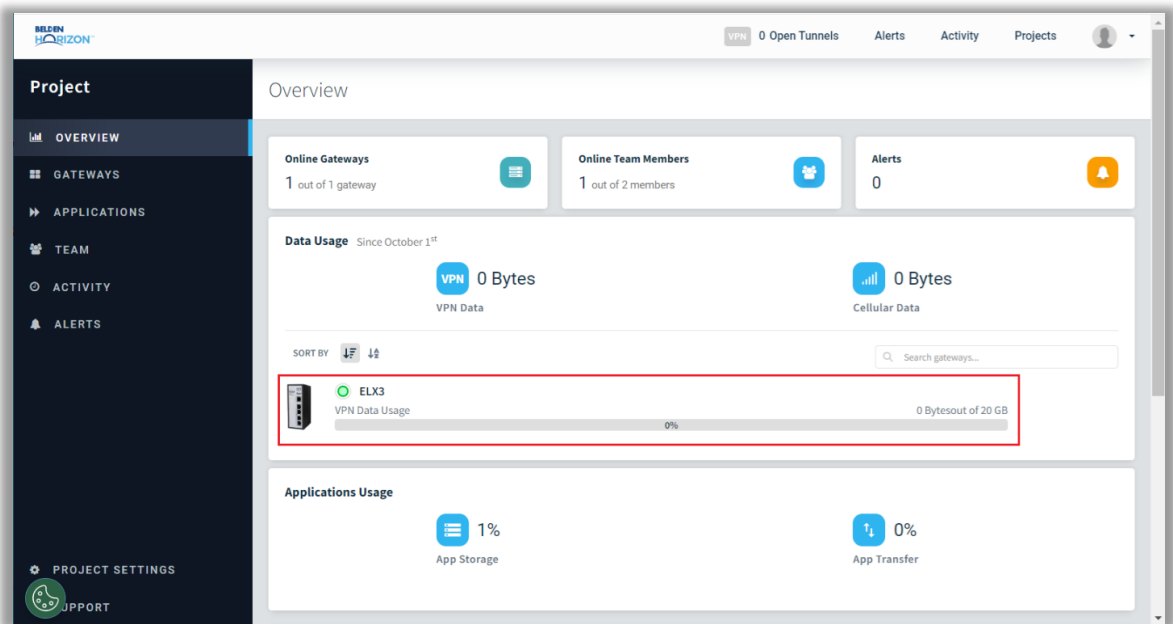 BELDEN
HORIZON™
VPN 0 Open Tunnels Alerts Activity Projects
Project
OVERVIEW
GATEWAYS
APPLICATIONS
TEAM
ACTIVITY
ALERTS
PROJECT SETTINGS
UPPORT
Overview
Online Gateways
1 out of 1 gateway
Online Team Members
1 out of 2 members
Alerts
0
Data Usage Since October 1st
VPN 0 Bytes
VPN Data
0 Bytes
Cellular Data
SORT BY
Search gateways...
ELX3
VPN Data Usage 0 Bytesout of 20 GB
0%
Applications Usage
1%
App Storage
0%
App Transfer